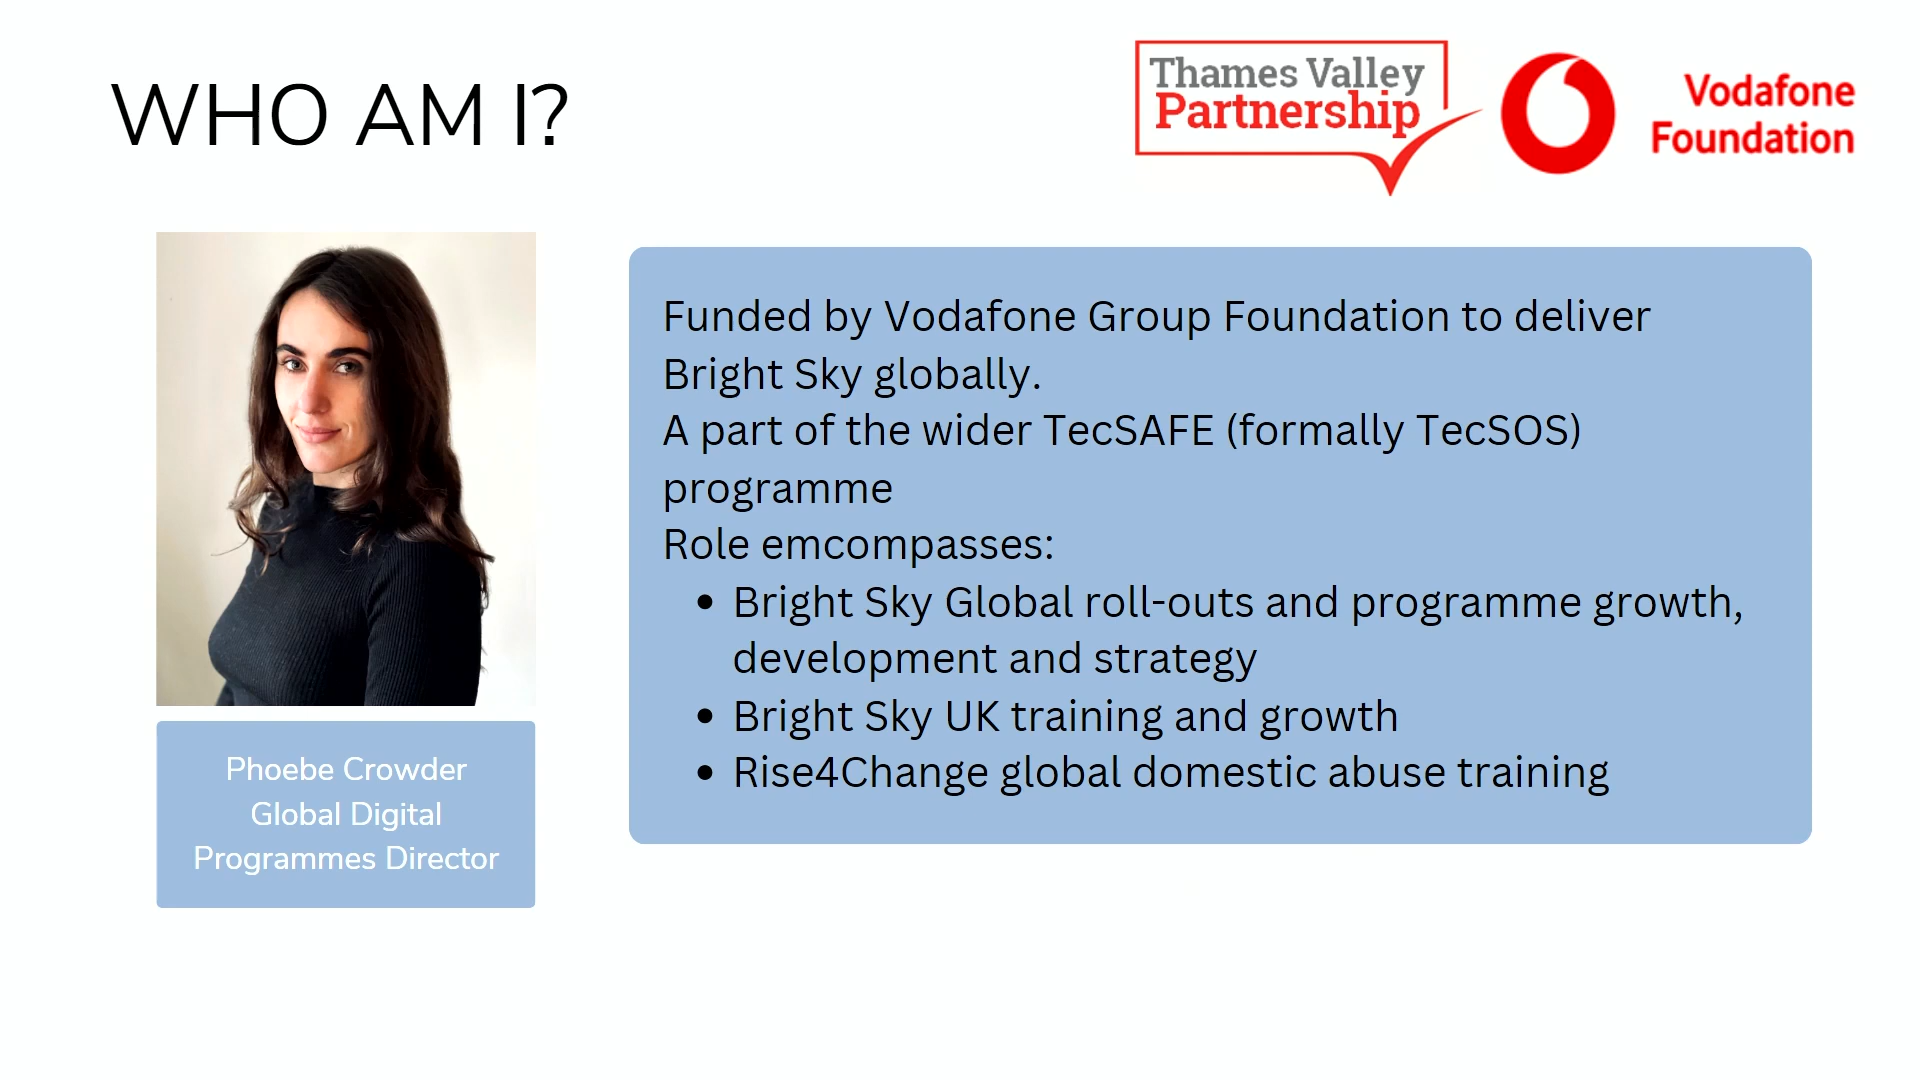 WHO AM I?
Thames Valley
Partnership
Vodafone
Foundation
Funded by Vodafone Group Foundation to deliver
Bright Sky globally.
A part of the wider TecSAFE (formally TecSOS)
programme
Role emcompasses:
• Bright Sky Global roll-outs and programme growth,
development and strategy
• Bright Sky UK training and growth
• Rise4Change global domestic abuse training
Phoebe Crowder
Global Digital
Programmes Director